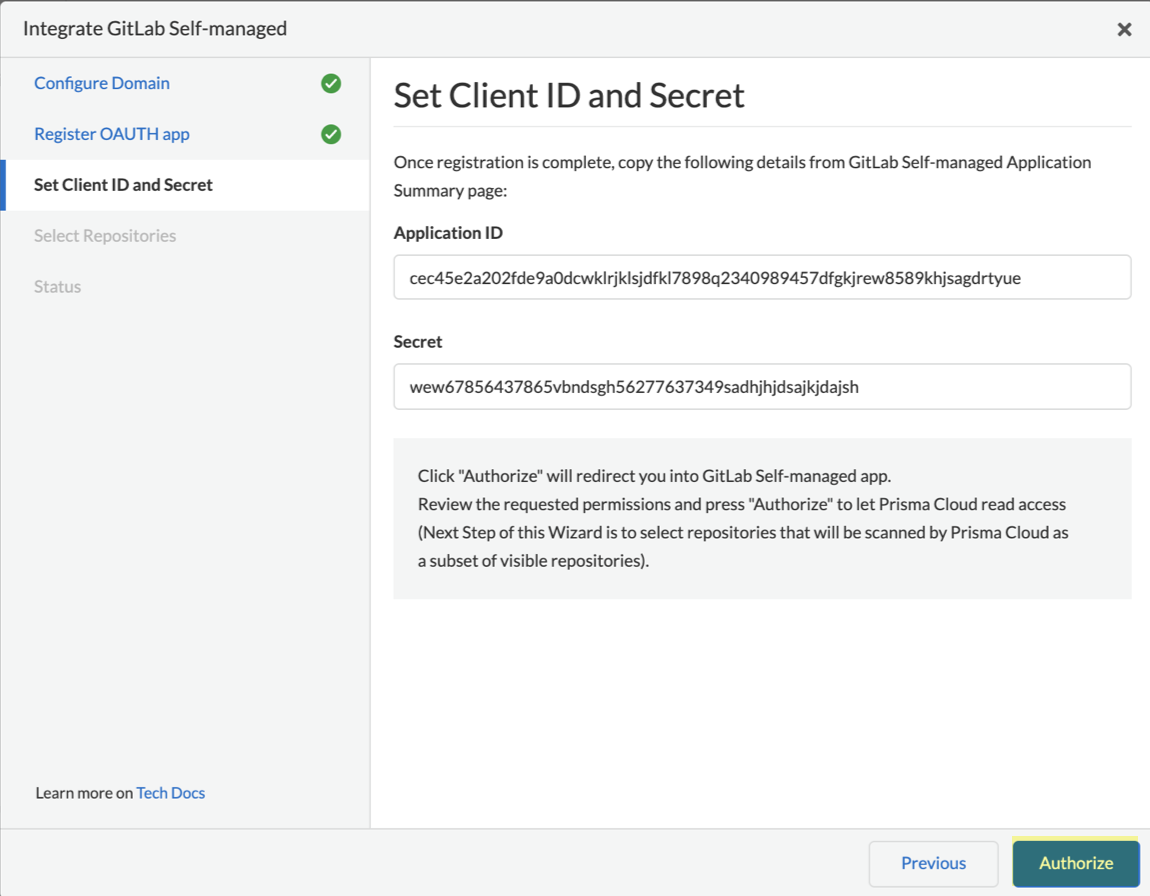 Integrate GitLab Self-managed
Configure Domain
Register OAUTH app
Set Client ID and Secret
Select Repositories
Status
Learn more on Tech Docs
Set Client ID and Secret
Once registration is complete, copy the following details from GitLab Self-managed Application
Summary page:
Application ID
cec45e2a202fde9a0dcwklrjklsjdfkl7898q2340989457dfgkjrew8589khjsagdrtyue
Secret
wew67856437865vbndsgh56277637349sadhjhjdsajkjdajsh
Click "Authorize" will redirect you into GitLab Self-managed app.
Review the requested permissions and press "Authorize" to let Prisma Cloud read access
(Next Step of this Wizard is to select repositories that will be scanned by Prisma Cloud as
a subset of visible repositories).
Previous
Authorize